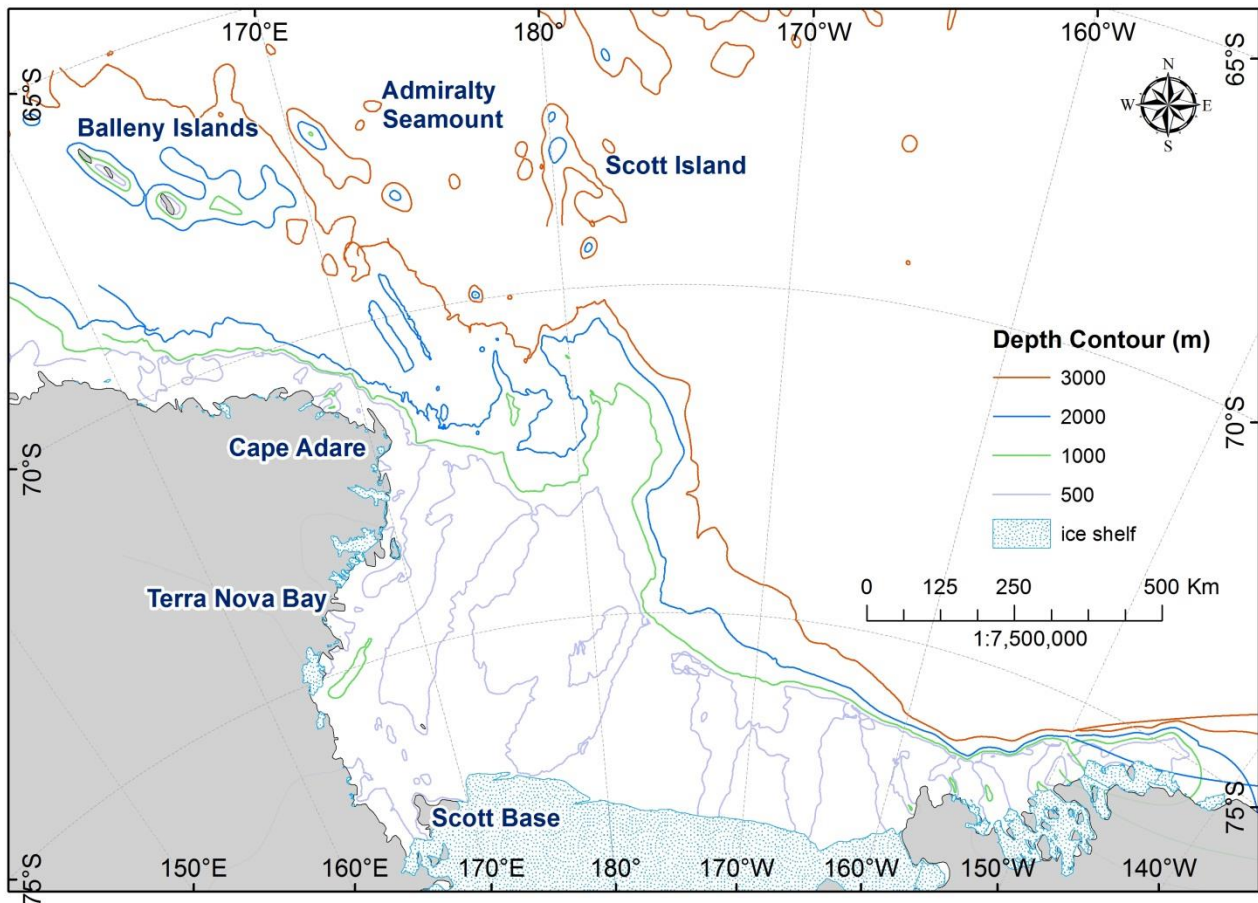 170°E
180°
170°W
160°W
65°S
65°S
N
W
E
S
Admiralty
Seamount
Balleny Islands
Scott Island
Depth Contour (m)
3000
2000
1000
500
ice shelf
70°S
70°S
Cape Adare
Terra Nova Bay
0 125 250 500 Km
1:7,500,000
Scott Base
75°S
75°S
150°E
160°E
170°E
180°
170°W
160°W
150°W
140°W